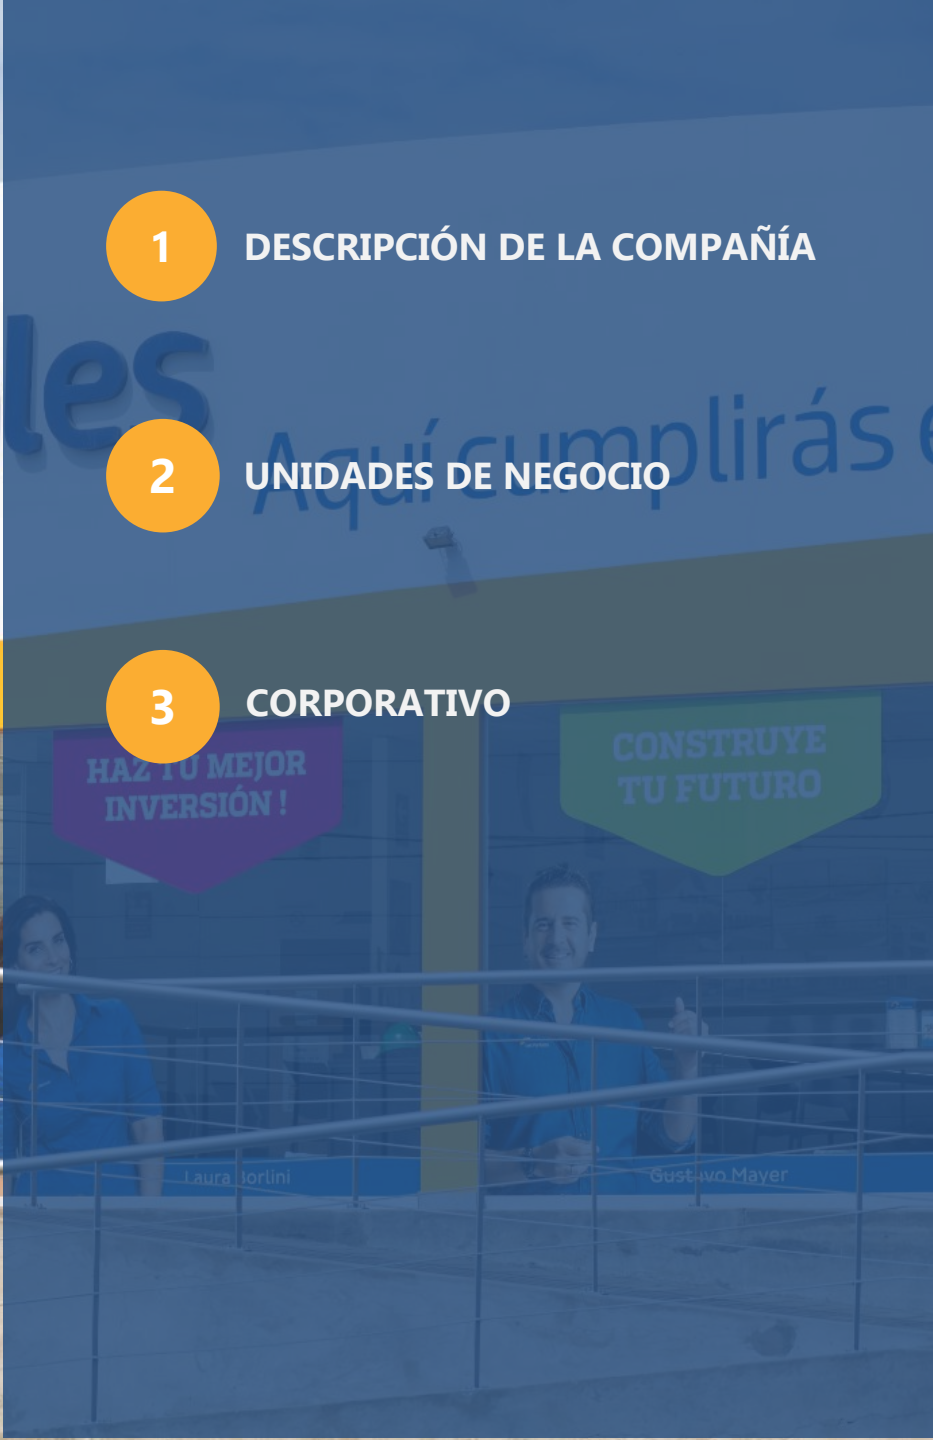 1 DESCRIPCIÓN DE LA COMPAÑÍA
les
Aquí cumplirás
2 UNIDADES DE NEGOCIO
3 CORPORATIVO
HAZ TU MEJOR
INVERSIÓN !
CONSTRUYE
TU FUTURO
Laura
Gustavo Mayer